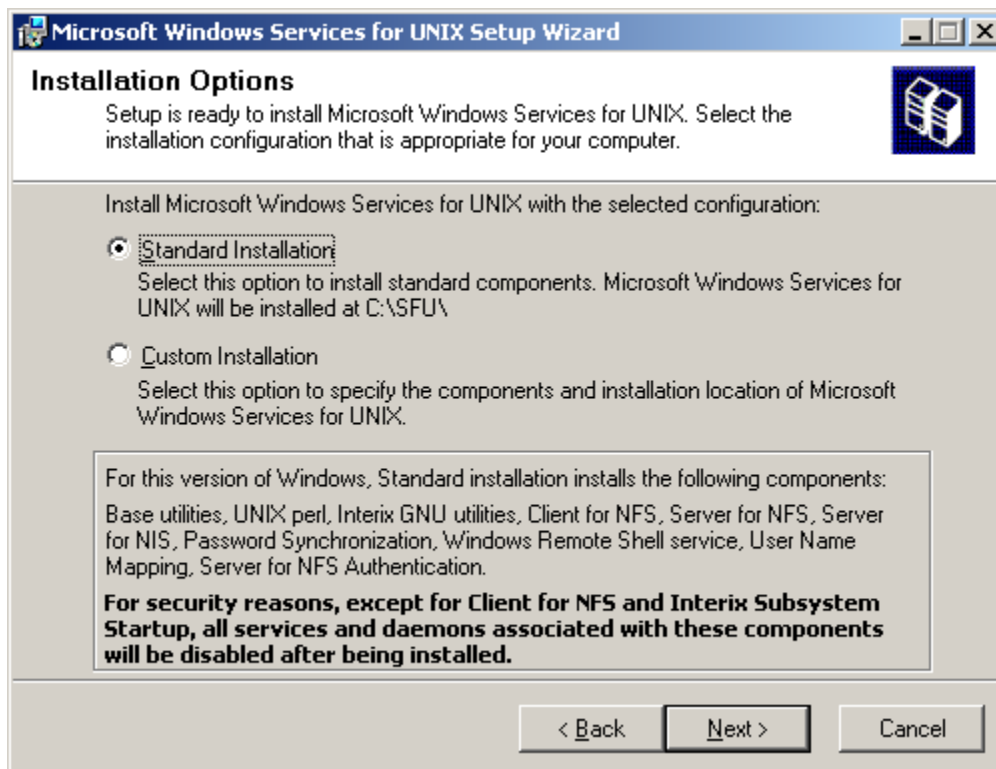 Microsoft Windows Services for UNIX Setup Wizard
Installation Options
Setup is ready to install Microsoft Windows Services for UNIX. Select the
installation configuration that is appropriate for your computer.
Install Microsoft Windows Services for UNIX with the selected configuration:
Standard Installation
Select this option to install standard components. Microsoft Windows Services for
UNIX will be installed at C:\SFU\
Custom Installation
Select this option to specify the components and installation location of Microsoft
Windows Services for UNIX.
For this version of Windows, Standard installation installs the following components:
Base utilities, UNIX perl, Interix GNU utilities, Client for NFS, Server for NFS, Server
for NIS, Password Synchronization, Windows Remote Shell service, User Name
Mapping, Server for NFS Authentication.
For security reasons, except for Client for NFS and Interix Subsystem
Startup, all services and daemons associated with these components
will be disabled after being installed.
< Back Next > Cancel